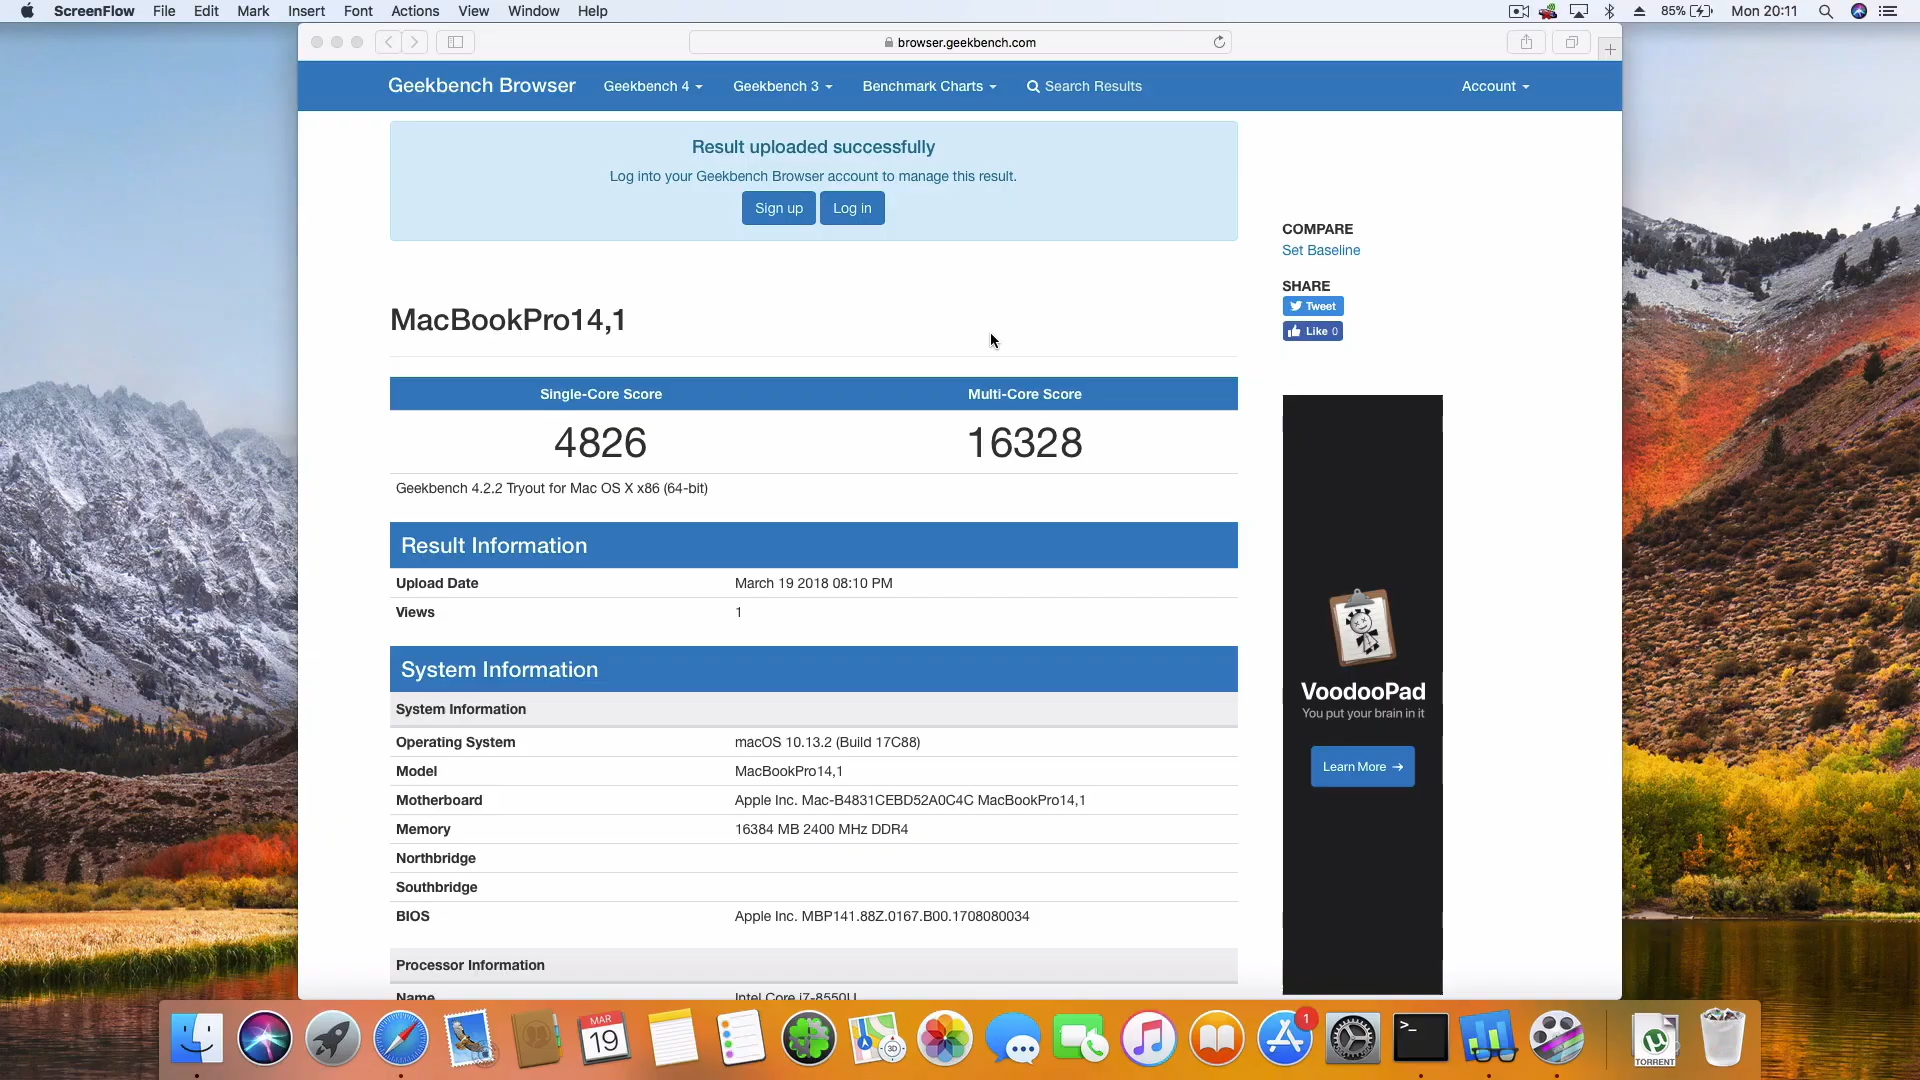 ScreenFlow File Edit Mark Insert Font Actions View Window Help 85% Mon 20:11
browser.geekbench.com
Geekbench Browser Geekbench 4 Geekbench 3 Benchmark Charts Search Results Account
Result uploaded successfully
Log into your Geekbench Browser account to manage this result.
Sign up Log in
COMPARE
Set Baseline
SHARE
Tweet
Like 0
MacBookPro14,1
Single-Core Score Multi-Core Score
4826 16328
Geekbench 4.2.2 Tryout for Mac OS X x86 (64-bit)
Result Information
Upload Date March 19 2018 08:10 PM
Views 1
System Information
System Information
Operating System macOS 10.13.2 (Build 17C88)
Model MacBookPro14,1
Motherboard Apple Inc. Mac-B4831CEBD52A0C4C MacBookPro14,1
Memory 16384 MB 2400 MHz DDR4
Northbridge
Southbridge
BIOS Apple Inc. MBP141.88Z.0167.B00.1708080034
Processor Information
Name Intel Core i7-8550U
VoodooPad
You put your brain in it
Learn More →
MAR
19
3D
1
>_
TORRENT